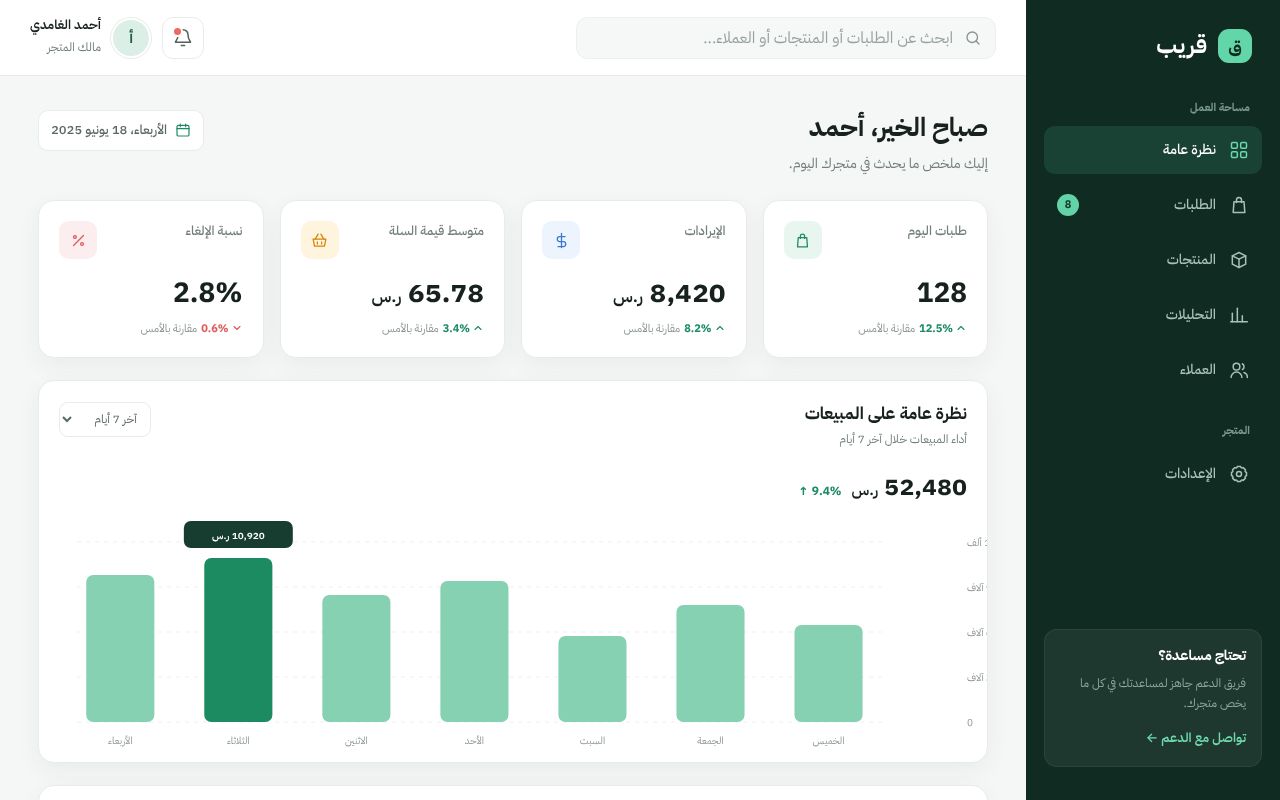 ق قريب
مساحة العمل
نظرة عامة
الطلبات 8
المنتجات
التحليلات
العملاء
المتجر
الإعدادات
تحتاج مساعدة؟
فريق الدعم جاهز لمساعدتك في كل ما
يخص متجرك.
تواصل مع الدعم ←
ابحث عن الطلبات أو المنتجات أو العملاء...
أ
أحمد الغامدي
مالك المتجر
صباح الخير، أحمد
إليك ملخص ما يحدث في متجرك اليوم.
الأربعاء، 18 يونيو 2025
طلبات اليوم
128
12.5% مقارنة بالأمس
الإيرادات
8,420 ر.س
8.2% مقارنة بالأمس
متوسط قيمة السلة
65.78 ر.س
3.4% مقارنة بالأمس
نسبة الإلغاء
2.8%
0.6% مقارنة بالأمس
نظرة عامة على المبيعات
أداء المبيعات خلال آخر 7 أيام
آخر 7 أيام
52,480 ر.س
9.4% ↑
10,920 ر.س
ألف
آلاف
آلاف
آلاف
0
الخميس
الجمعة
السبت
الأحد
الاثنين
الثلاثاء
الأربعاء